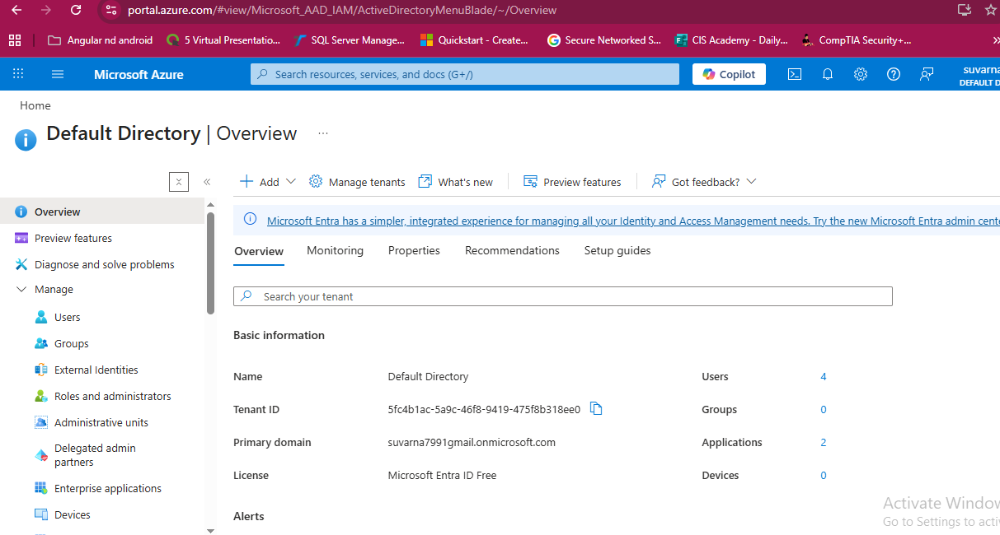 portal.azure.com/#view/Microsoft_AAD_IAM/ActiveDirectoryMenuBlade/~/Overview
Angular nd android 5 Virtual Presentatio... SQL Server Manage... Quickstart - Create... Secure Networked S... CIS Academy - Daily... CompTIA Security+...
Microsoft Azure
Search resources, services, and docs (G+/)
Copilot
suvarna
DEFAULT D
Home
Default Directory | Overview
Add Manage tenants What's new Preview features Got feedback?
Microsoft Entra has a simpler, integrated experience for managing all your Identity and Access Management needs. Try the new Microsoft Entra admin cente
Overview
Preview features
Diagnose and solve problems
Manage
Users
Groups
External Identities
Roles and administrators
Administrative units
Delegated admin
partners
Enterprise applications
Devices
Overview Monitoring Properties Recommendations Setup guides
Search your tenant
Basic information
Name Default Directory Users 4
Tenant ID 5fc4b1ac-5a9c-46f8-9419-475f8b318ee0 Groups 0
Primary domain suvarna7991gmail.onmicrosoft.com Applications 2
License Microsoft Entra ID Free Devices 0
Alerts
Activate Window
Go to Settings to activ